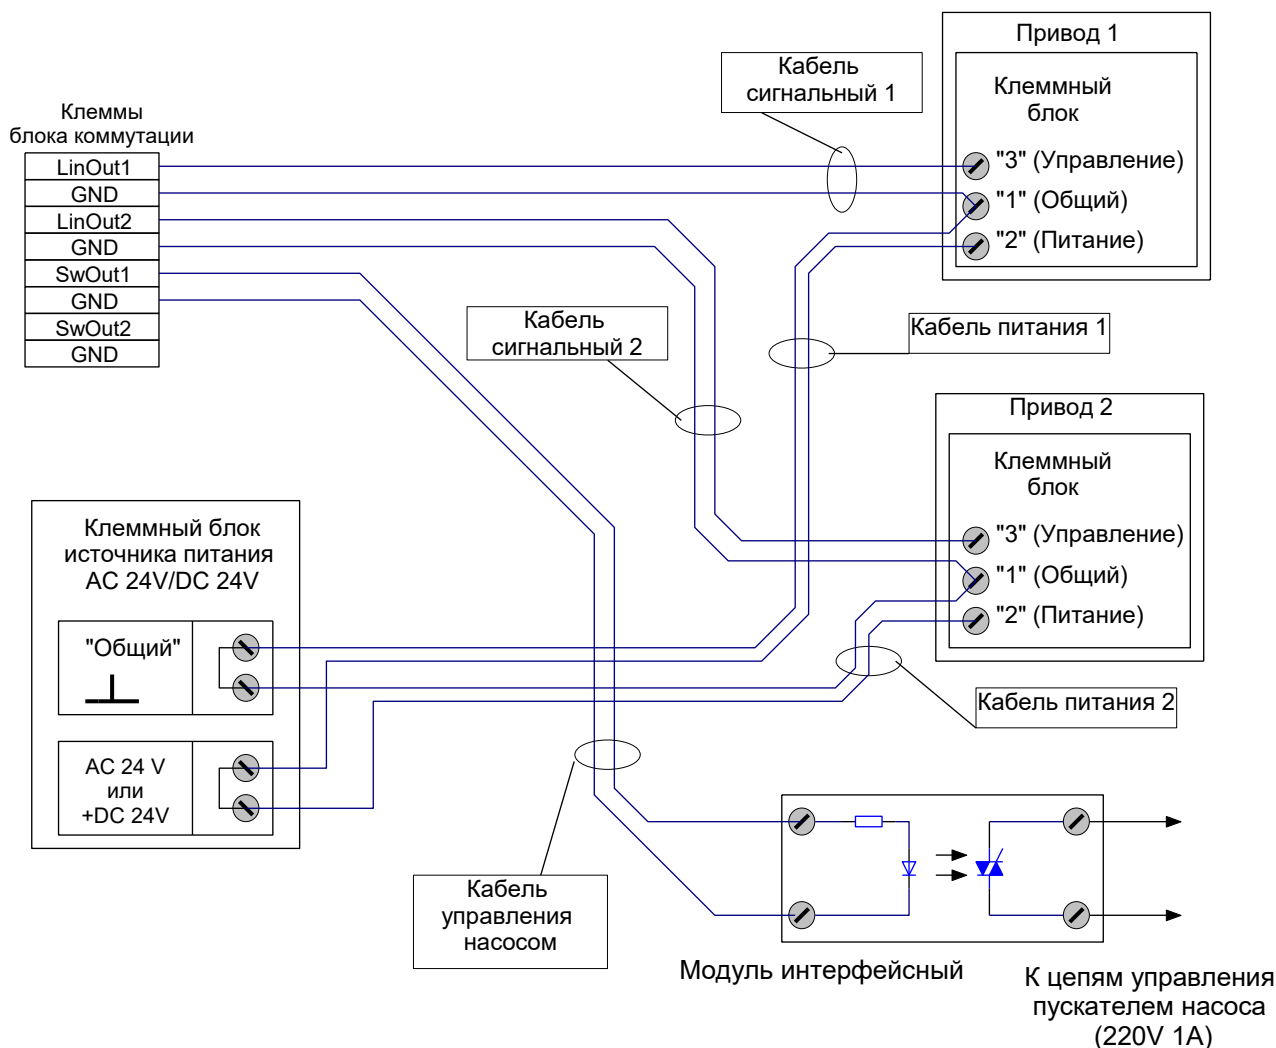 Привод 1
Кабель
сигнальный 1
Клеммный
блок
"3" (Управление)
"1" (Общий)
"2" (Питание)
Клеммы
блока коммутации
LinOut1
GND
LinOut2
GND
SwOut1
GND
SwOut2
GND
Кабель
сигнальный 2
Кабель питания 1
Привод 2
Клеммный
блок
"3" (Управление)
"1" (Общий)
"2" (Питание)
Клеммный блок
источника питания
AC 24V/DC 24V
"Общий"
AC 24 V
или
+DC 24V
Кабель питания 2
Кабель
управления
насосом
Модуль интерфейсный
К цепям управления
пускателем насоса
(220V 1A)